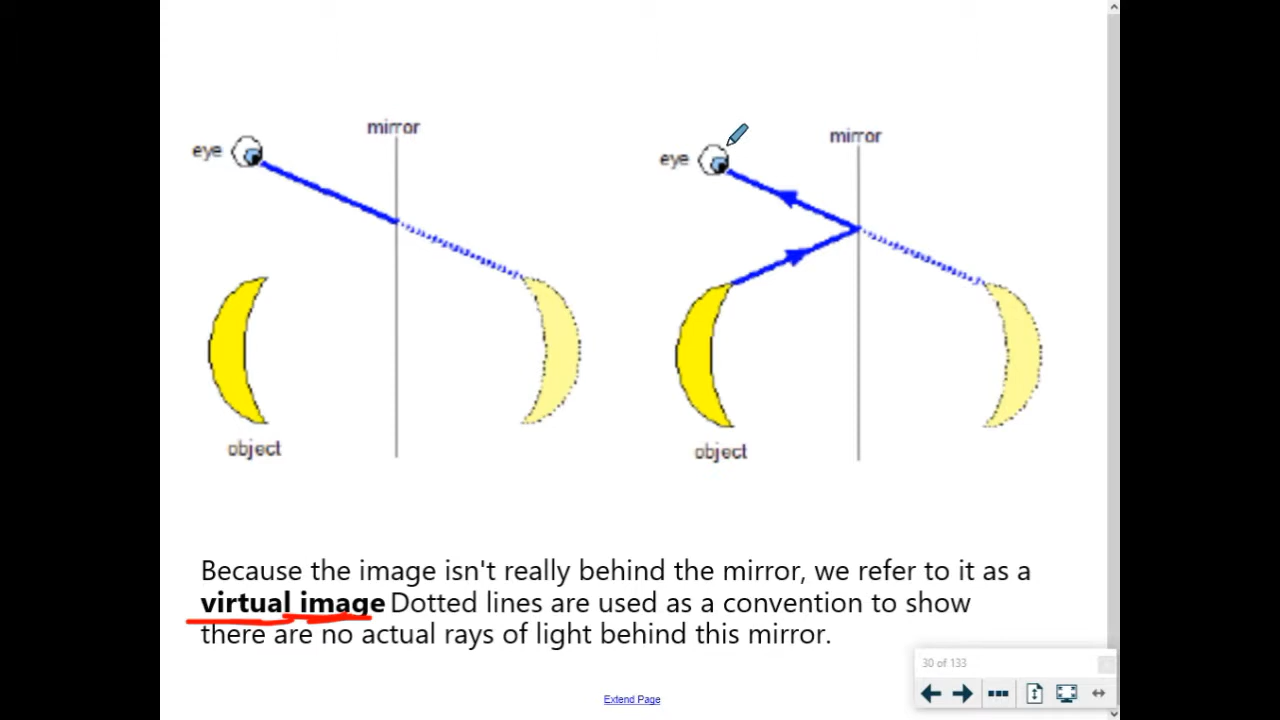 mirror
eye
object
mirror
eye
object
Because the image isn't really behind the mirror, we refer to it as a
virtual image Dotted lines are used as a convention to show
there are no actual rays of light behind this mirror.
30 of 133
Extend Page